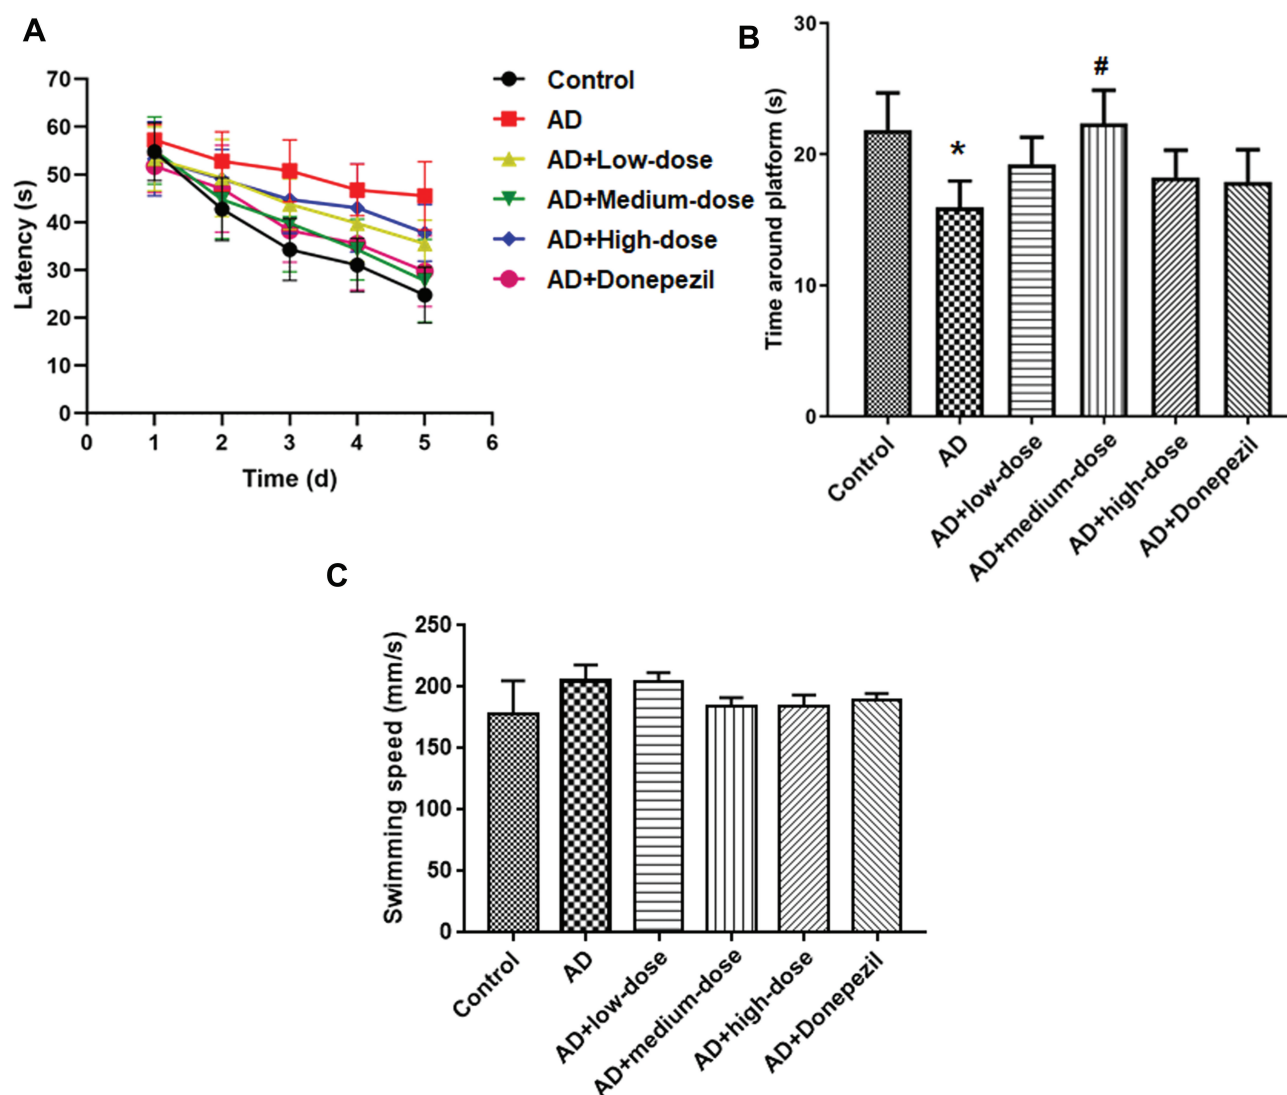 A
70
60
50
40
30
20
10
0
Latency (s)
0 1 2 3 4 5 6
Time (d)
Control
AD
AD+Low-dose
AD+Medium-dose
AD+High-dose
AD+Donepezil
B
30
20
10
0
Time around platform (s)
*
#
Control
AD
AD+low-dose
AD+medium-dose
AD+high-dose
AD+Donepezil
C
250
200
150
100
50
0
Swimming speed (mm/s)
Control
AD
AD+low-dose
AD+medium-dose
AD+high-dose
AD+Donepezil